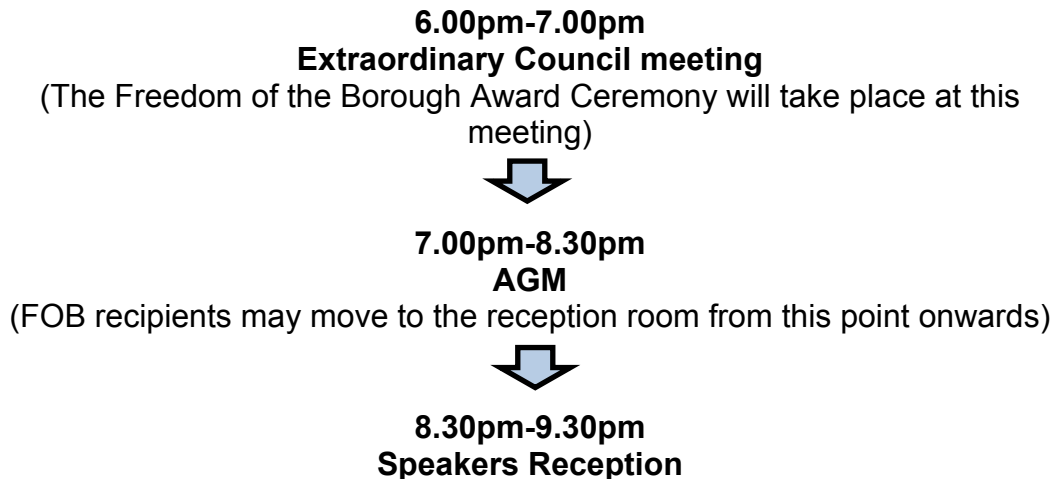 6.00pm-7.00pm
Extraordinary Council meeting
(The Freedom of the Borough Award Ceremony will take place at this
meeting)
7.00pm-8.30pm
AGM
(FOB recipients may move to the reception room from this point onwards)
8.30pm-9.30pm
Speakers Reception